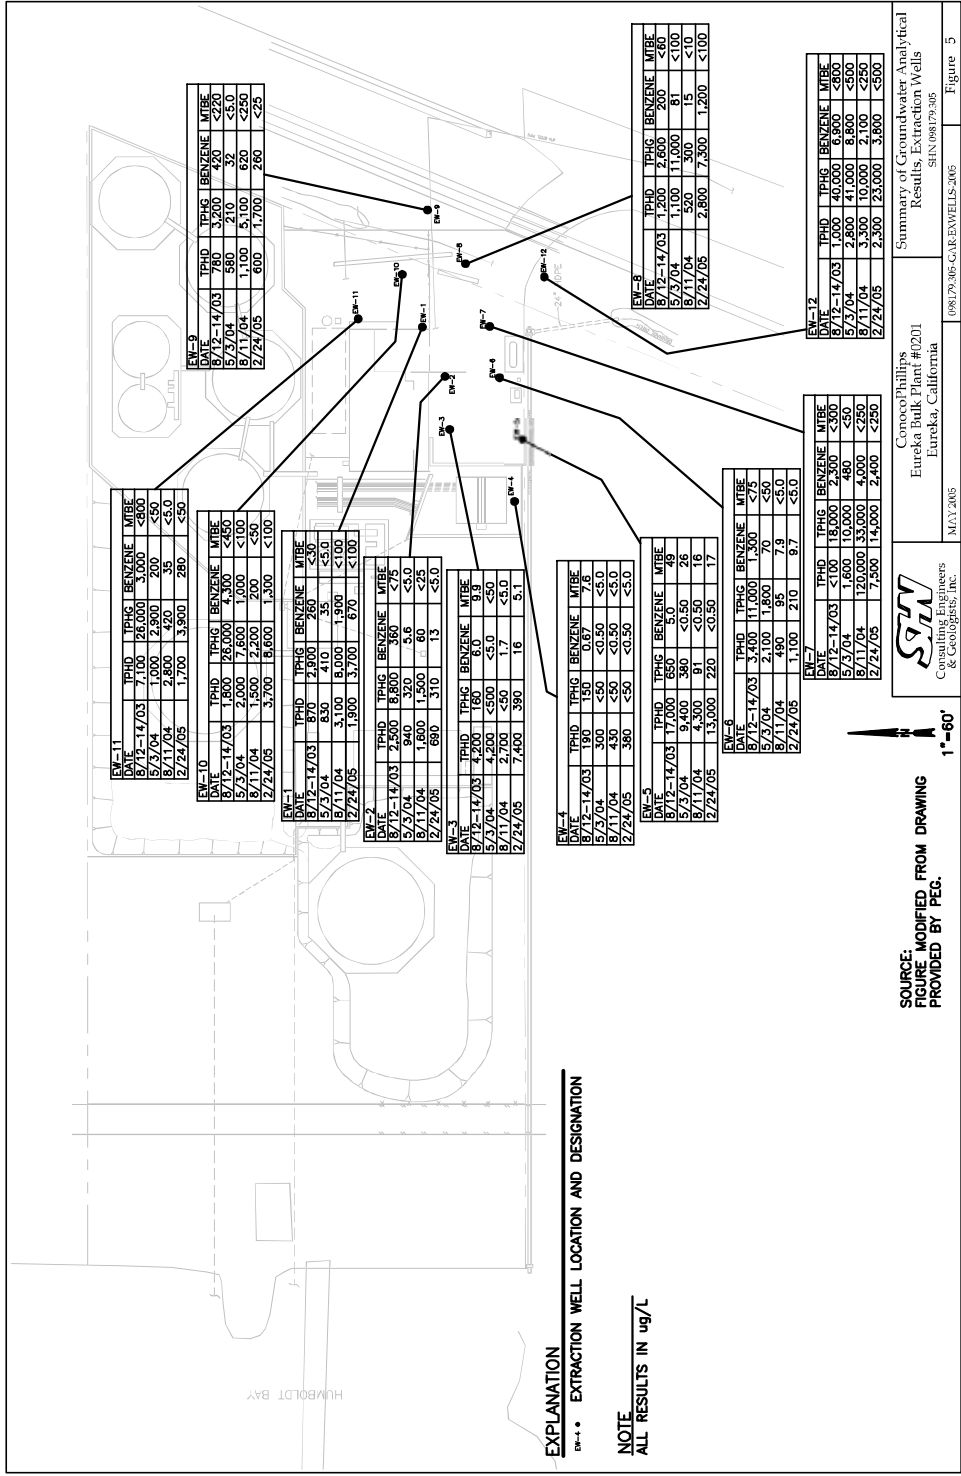 EW-9
DATE TPHD TPHG BENZENE MTBE
8/12-14/03 780 3,200 420 <220
5/3/04 580 210 32 <5.0
8/11/04 1,100 5,100 620 <250
2/24/05 600 1,700 260 <25
EW-8
DATE TPHD TPHG BENZENE MTBE
8/12-14/03 1,200 2,600 200 <60
5/3/04 1,100 11,000 81 <100
8/11/04 520 300 15 <10
2/24/05 2,800 7,300 1,200 <100
EW-12
DATE TPHD TPHG BENZENE MTBE
8/12-14/03 1,000 40,000 6,900 <800
5/3/04 2,800 41,000 8,800 <500
8/11/04 3,300 10,000 2,100 <250
2/24/05 2,300 23,000 3,800 <500
EW-11
DATE TPHD TPHG BENZENE MTBE
8/12-14/03 7,100 26,000 3,000 <800
5/3/04 1,000 2,900 200 <50
8/11/04 2,800 420 35 <5.0
2/24/05 1,700 3,900 280 <50
EW-10
DATE TPHD TPHG BENZENE MTBE
8/12-14/03 1,800 26,000 4,300 <450
5/3/04 2,000 7,600 1,000 <100
8/11/04 1,500 2,200 200 <50
2/24/05 3,700 8,600 1,300 <100
EW-1
DATE TPHD TPHG BENZENE MTBE
8/12-14/03 870 2,900 260 <30
5/3/04 830 410 35 <5.0
8/11/04 3,100 8,000 1,900 <100
2/24/05 1,900 3,700 670 <100
EW-2
DATE TPHD TPHG BENZENE MTBE
8/12-14/03 2,500 8,800 360 <75
5/3/04 940 320 5.6 <5.0
8/11/04 1,800 1,500 60 <25
2/24/05 690 310 13 <5.0
EW-3
DATE TPHD TPHG BENZENE MTBE
8/12-14/03 4,200 160 6.0 9.9
5/3/04 4,200 <500 <5.0 <50
8/11/04 2,700 <50 1.7 <5.0
2/24/05 7,400 390 16 5.1
EW-4
DATE TPHD TPHG BENZENE MTBE
8/12-14/03 190 150 0.67 7.6
5/3/04 300 <50 <0.50 <5.0
8/11/04 430 <50 <0.50 <5.0
2/24/05 380 <50 <0.50 <5.0
EW-5
DATE TPHD TPHG BENZENE MTBE
8/12-14/03 17,000 650 5.0 49
5/3/04 9,400 380 <0.50 26
8/11/04 4,300 91 <0.50 16
2/24/05 13,000 220 <0.50 17
EW-6
DATE TPHD TPHG BENZENE MTBE
8/12-14/03 3,400 11,000 1,300 <75
5/3/04 2,100 1,800 70 <50
8/11/04 490 95 7.9 <5.0
2/24/05 1,100 210 9.7 <5.0
EW-7
DATE TPHD TPHG BENZENE MTBE
8/12-14/03 <100 18,000 2,300 <300
5/3/04 1,600 10,000 480 <50
8/11/04 120,000 33,000 4,000 <250
2/24/05 7,500 14,000 2,400 <250
EW-11
EW-10
EW-9
EW-1
EW-8
EW-2
EW-7
EW-12
EW-3
EW-6
EW-4
24" HDPE
HUMBOLDT BAY
EXPLANATION
EW-4 EXTRACTION WELL LOCATION AND DESIGNATION
NOTE
ALL RESULTS IN ug/L
SOURCE:
FIGURE MODIFIED FROM DRAWING
PROVIDED BY PEG.
1"=60'
SHN
Consulting Engineers
& Geologists, Inc.
ConocoPhillips
Eureka Bulk Plant #0201
Eureka, California
Summary of Groundwater Analytical
Results, Extraction Wells
SHN 098179.305
MAY 2005
098179.305-GAR-EXWELLS-2005
Figure 5